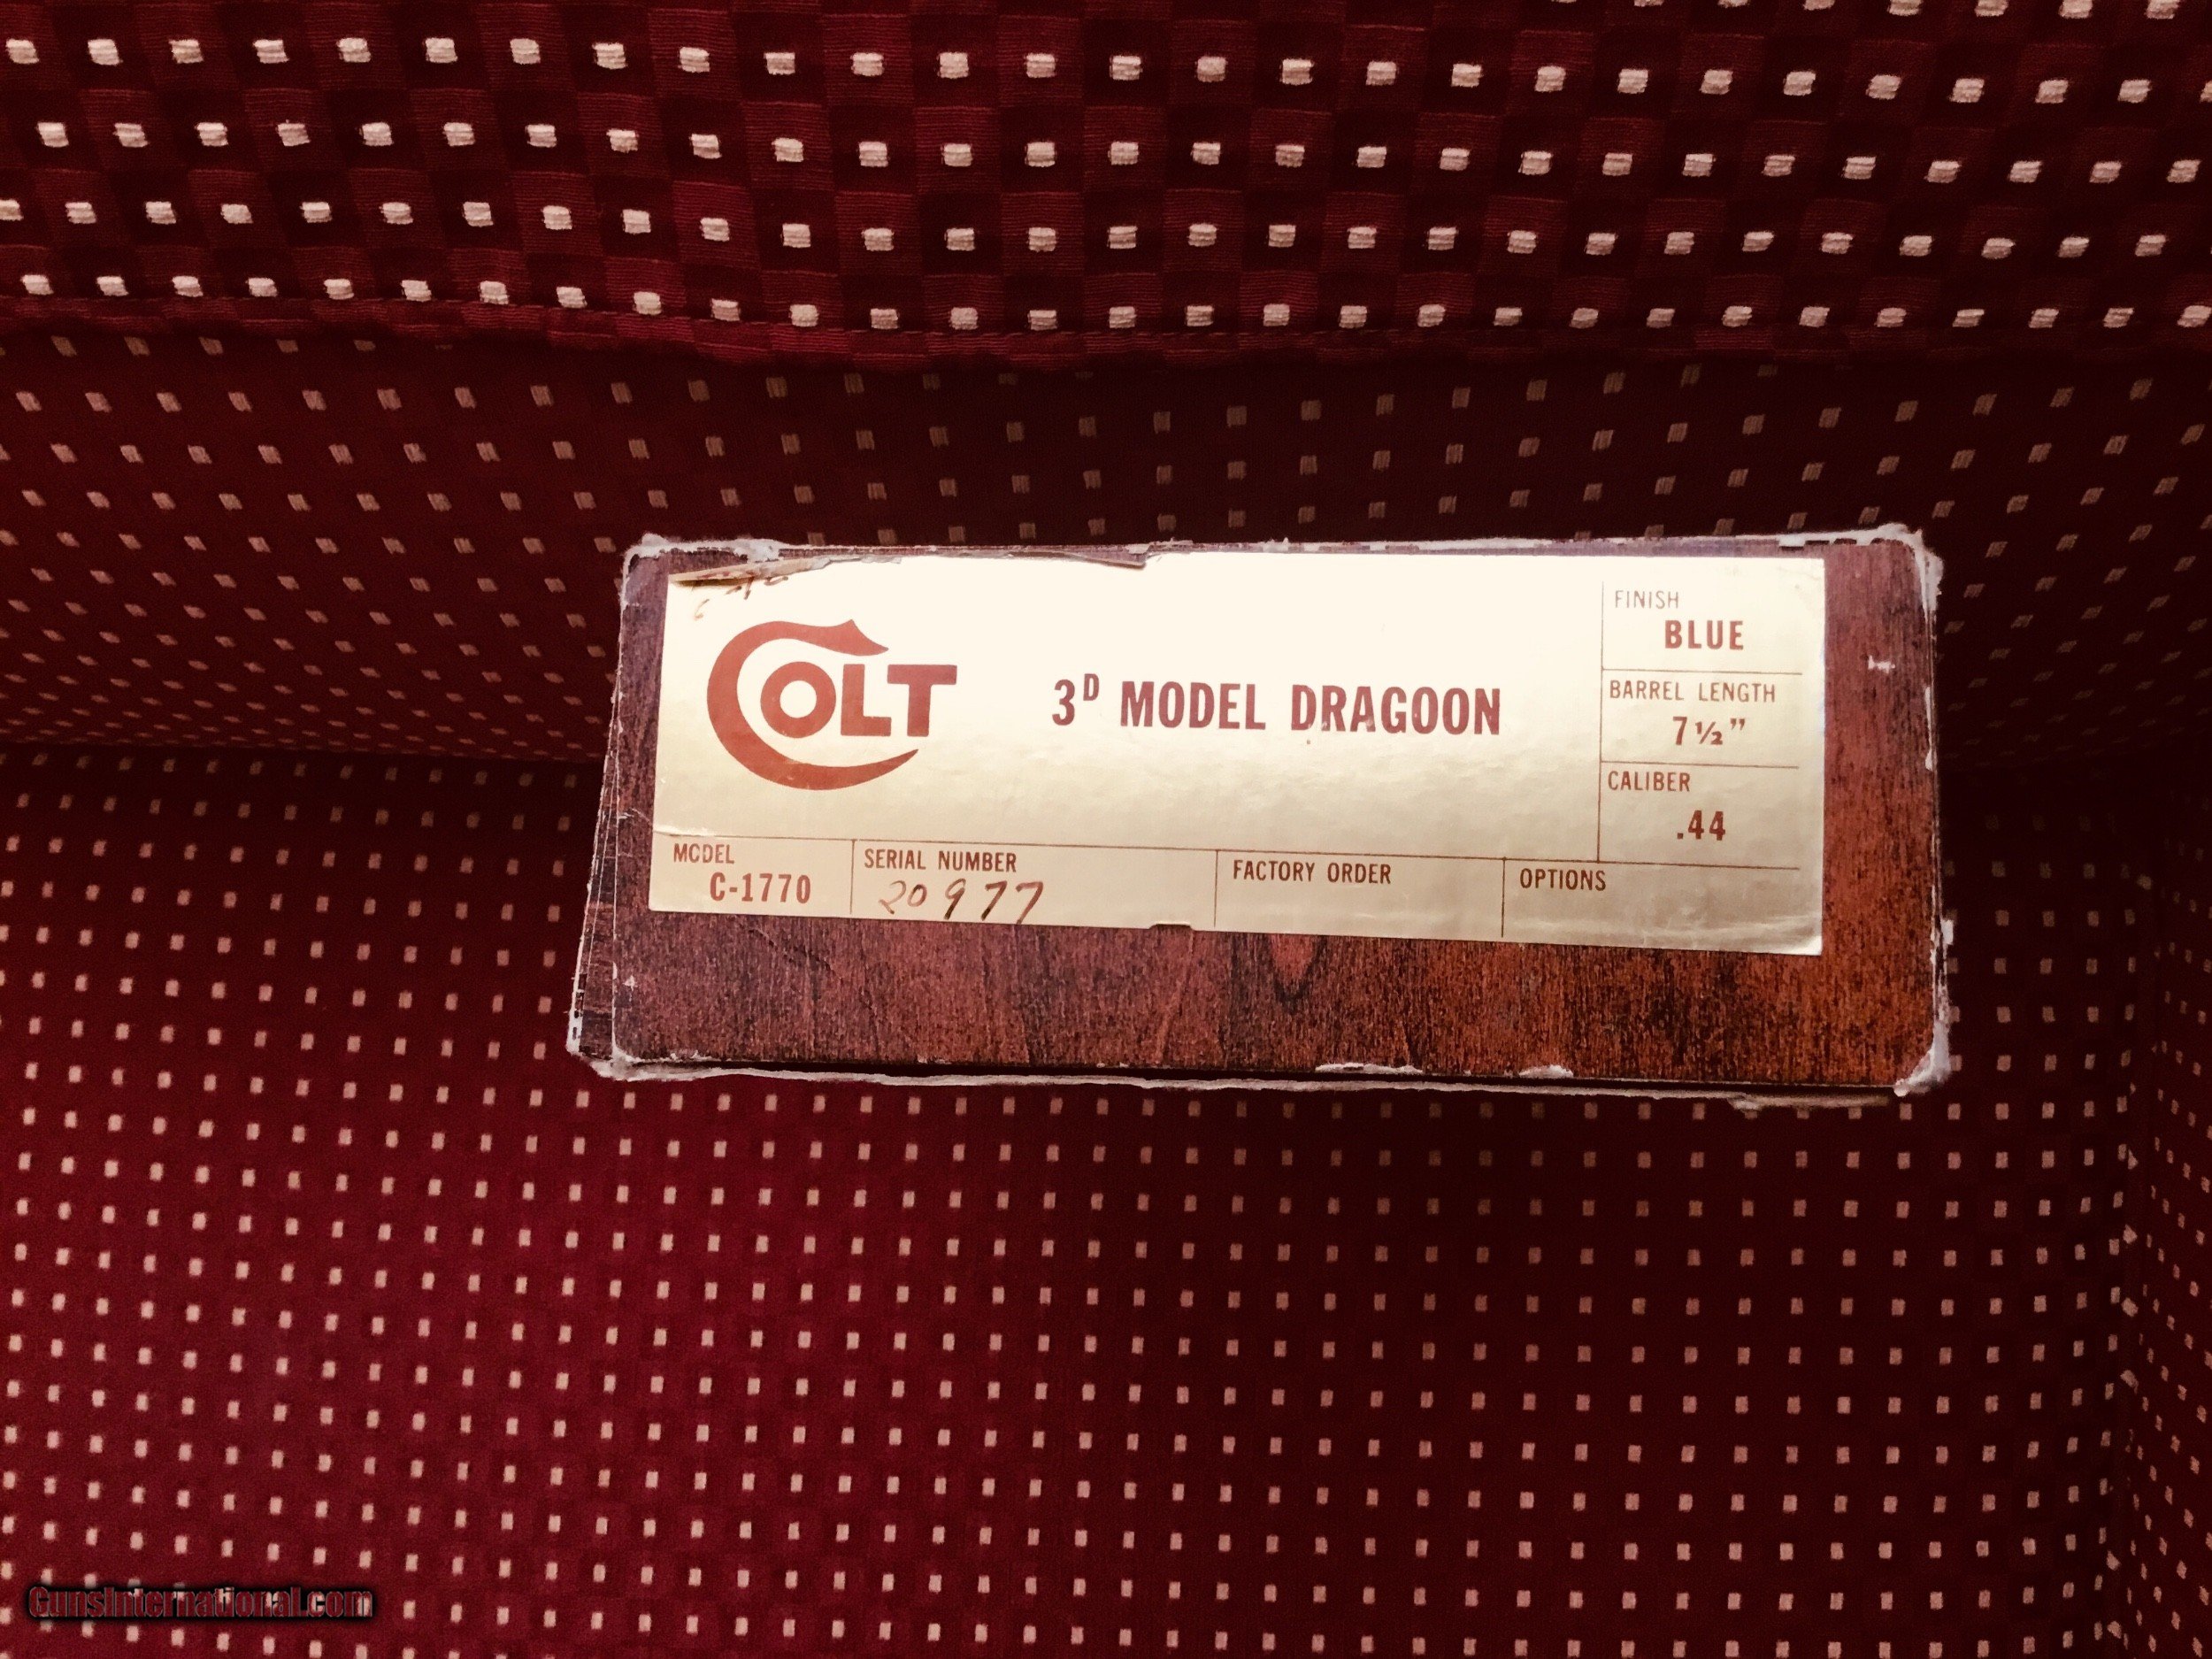 COLT
3D MODEL DRAGOON
FINISH
BLUE
BARREL LENGTH
7 1/2"
CALIBER
.44
MODEL
C-1770
SERIAL NUMBER
20977
FACTORY ORDER
OPTIONS
GunsInternational.com